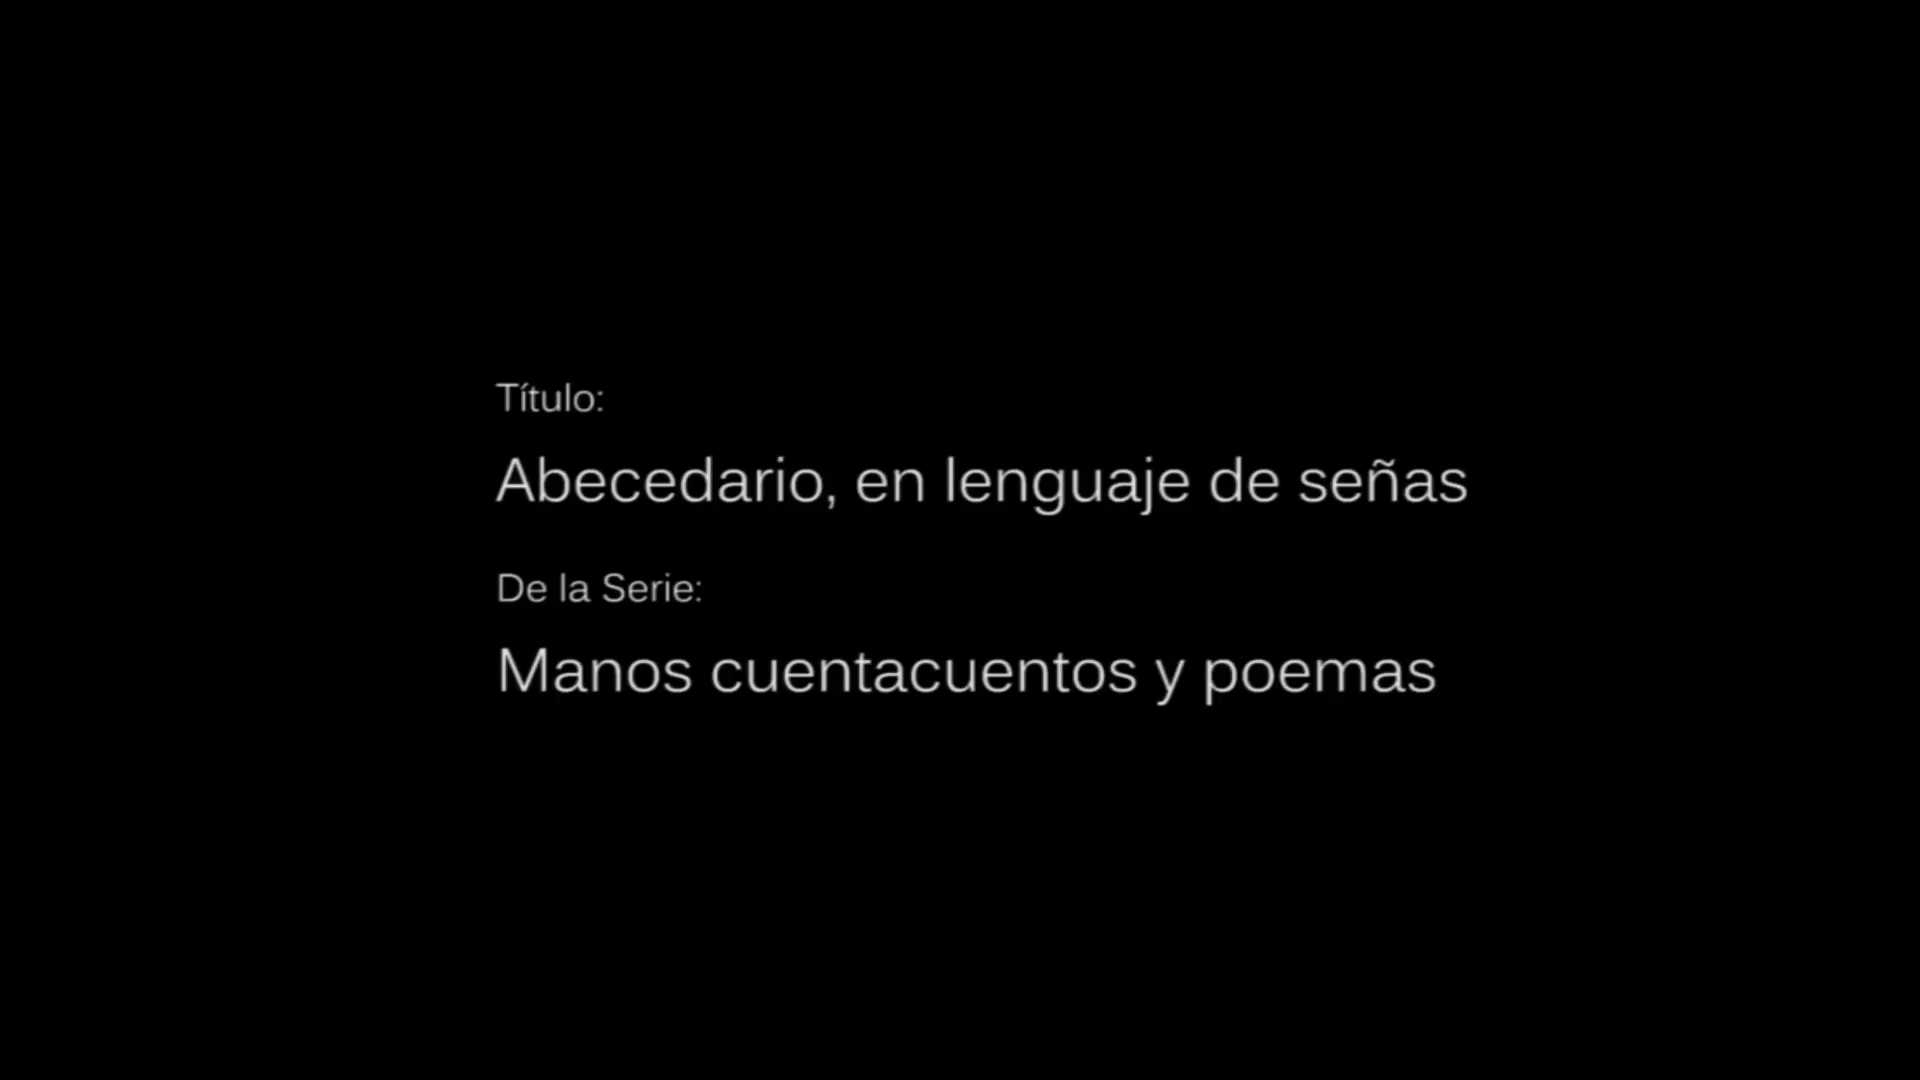 Título:
Abecedario, en lenguaje de señas
De la Serie:
Manos cuentacuentos y poemas